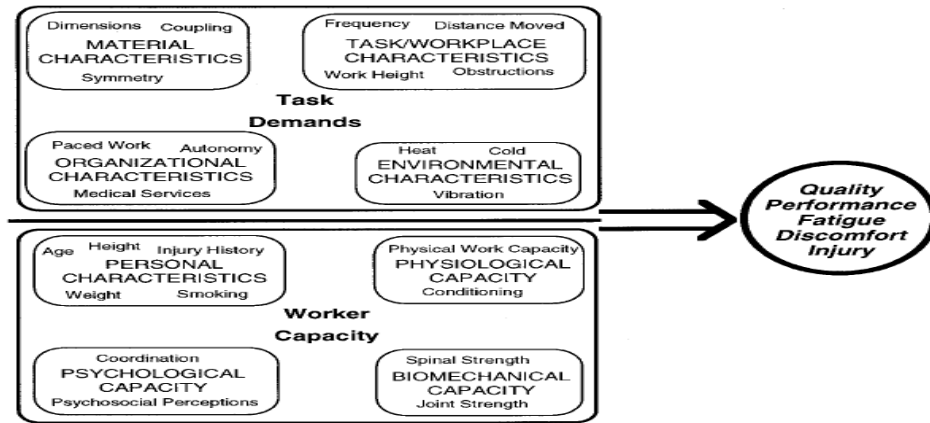 Dimensions Coupling
MATERIAL
CHARACTERISTICS
Symmetry
Frequency Distance Moved
TASK/WORKPLACE
CHARACTERISTICS
Work Height Obstructions
Task
Demands
Paced Work Autonomy
ORGANIZATIONAL
CHARACTERISTICS
Medical Services
Heat Cold
ENVIRONMENTAL
CHARACTERISTICS
Vibration
Age Height Injury History
PERSONAL
CHARACTERISTICS
Weight Smoking
Physical Work Capacity
PHYSIOLOGICAL
CAPACITY
Conditioning
Worker
Capacity
Coordination
PSYCHOLOGICAL
CAPACITY
Psychosocial Perceptions
Spinal Strength
BIOMECHANICAL
CAPACITY
Joint Strength
Quality
Performance
Fatigue
Discomfort
Injury